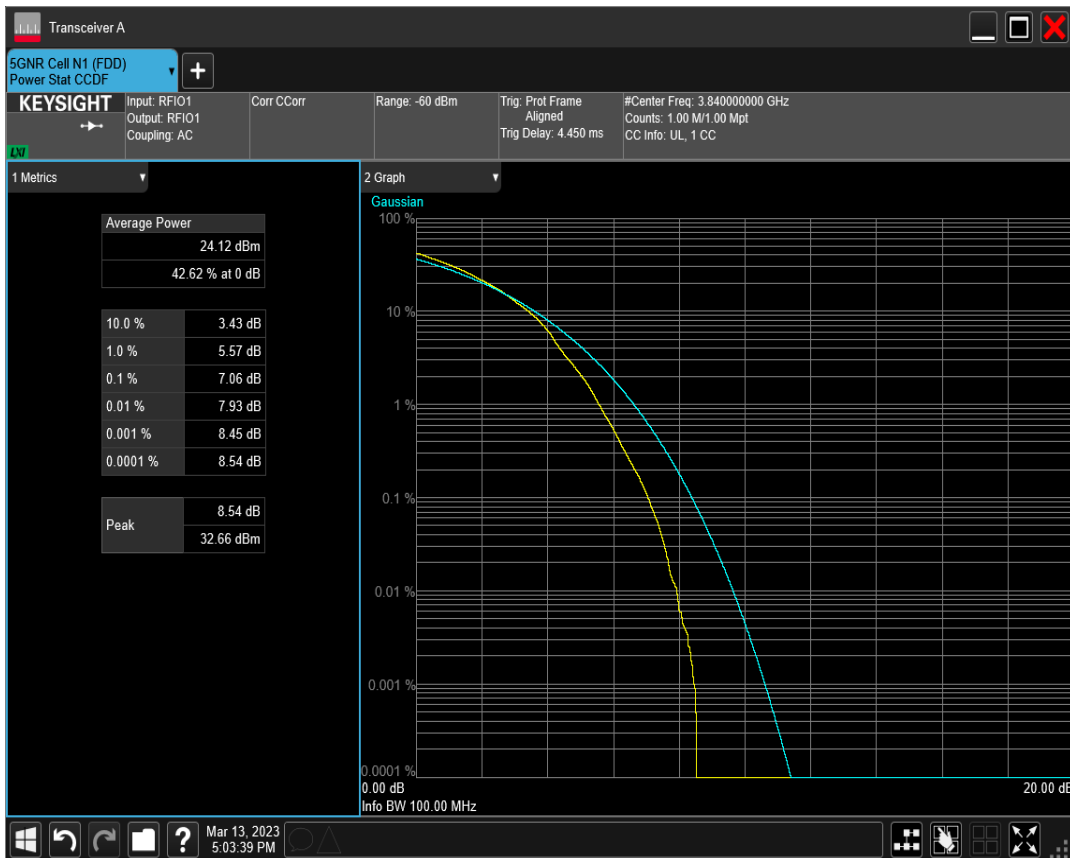 Transceiver A
5GNR Cell N1 (FDD)
Power Stat CCDF
KEYSIGHT
LXI
Input: RFIO1
Output: RFIO1
Coupling: AC
Corr CCorr
Range: -60 dBm
Trig: Prot Frame
Aligned
Trig Delay: 4.450 ms
#Center Freq: 3.840000000 GHz
Counts: 1.00 M/1.00 Mpt
CC Info: UL, 1 CC
1 Metrics
Average Power
24.12 dBm
42.62 % at 0 dB
10.0 % 3.43 dB
1.0 % 5.57 dB
0.1 % 7.06 dB
0.01 % 7.93 dB
0.001 % 8.45 dB
0.0001 % 8.54 dB
Peak 8.54 dB
32.66 dBm
2 Graph
Gaussian
100 %
10 %
1 %
0.1 %
0.01 %
0.001 %
0.0001 %
0.00 dB 20.00 dB
Info BW 100.00 MHz
? Mar 13, 2023
5:03:39 PM